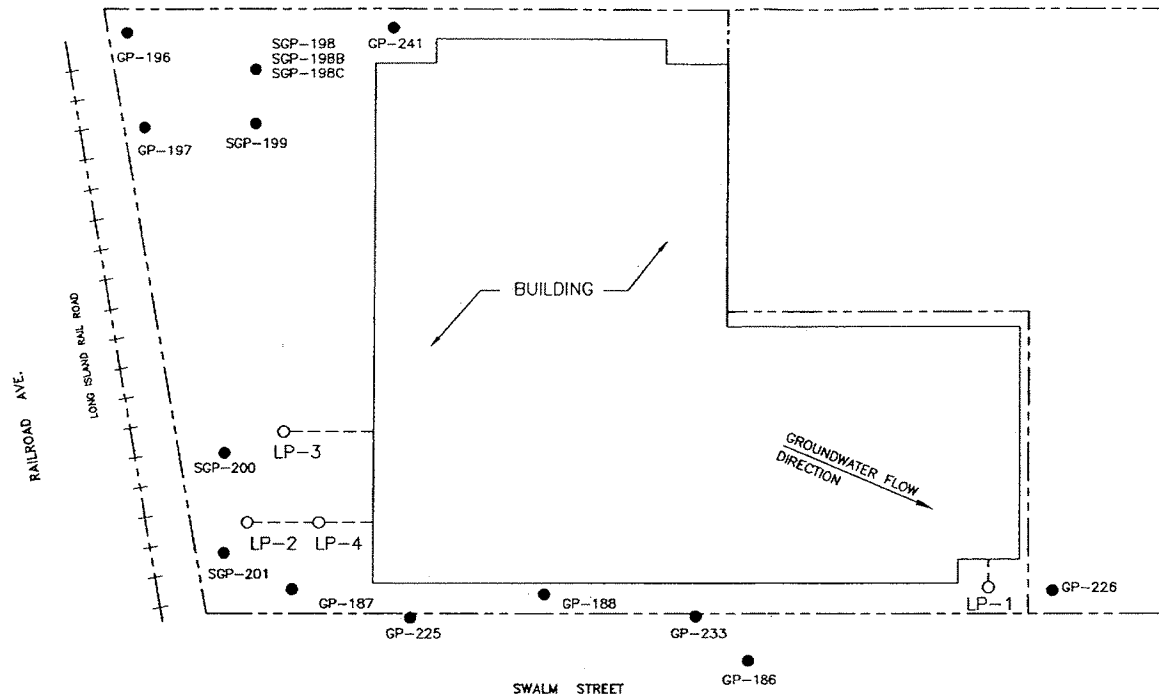 GP-241
SGP-198
SGP-198B
SGP-198C
GP-196
GP-197
SGP-199
BUILDING
LONG ISLAND RAIL ROAD
RAILROAD AVE.
LP-3
SGP-200
GROUNDWATER FLOW
DIRECTION
LP-2
LP-4
SGP-201
GP-187
GP-188
LP-1
GP-226
GP-225
GP-233
GP-186
SWALM STREET